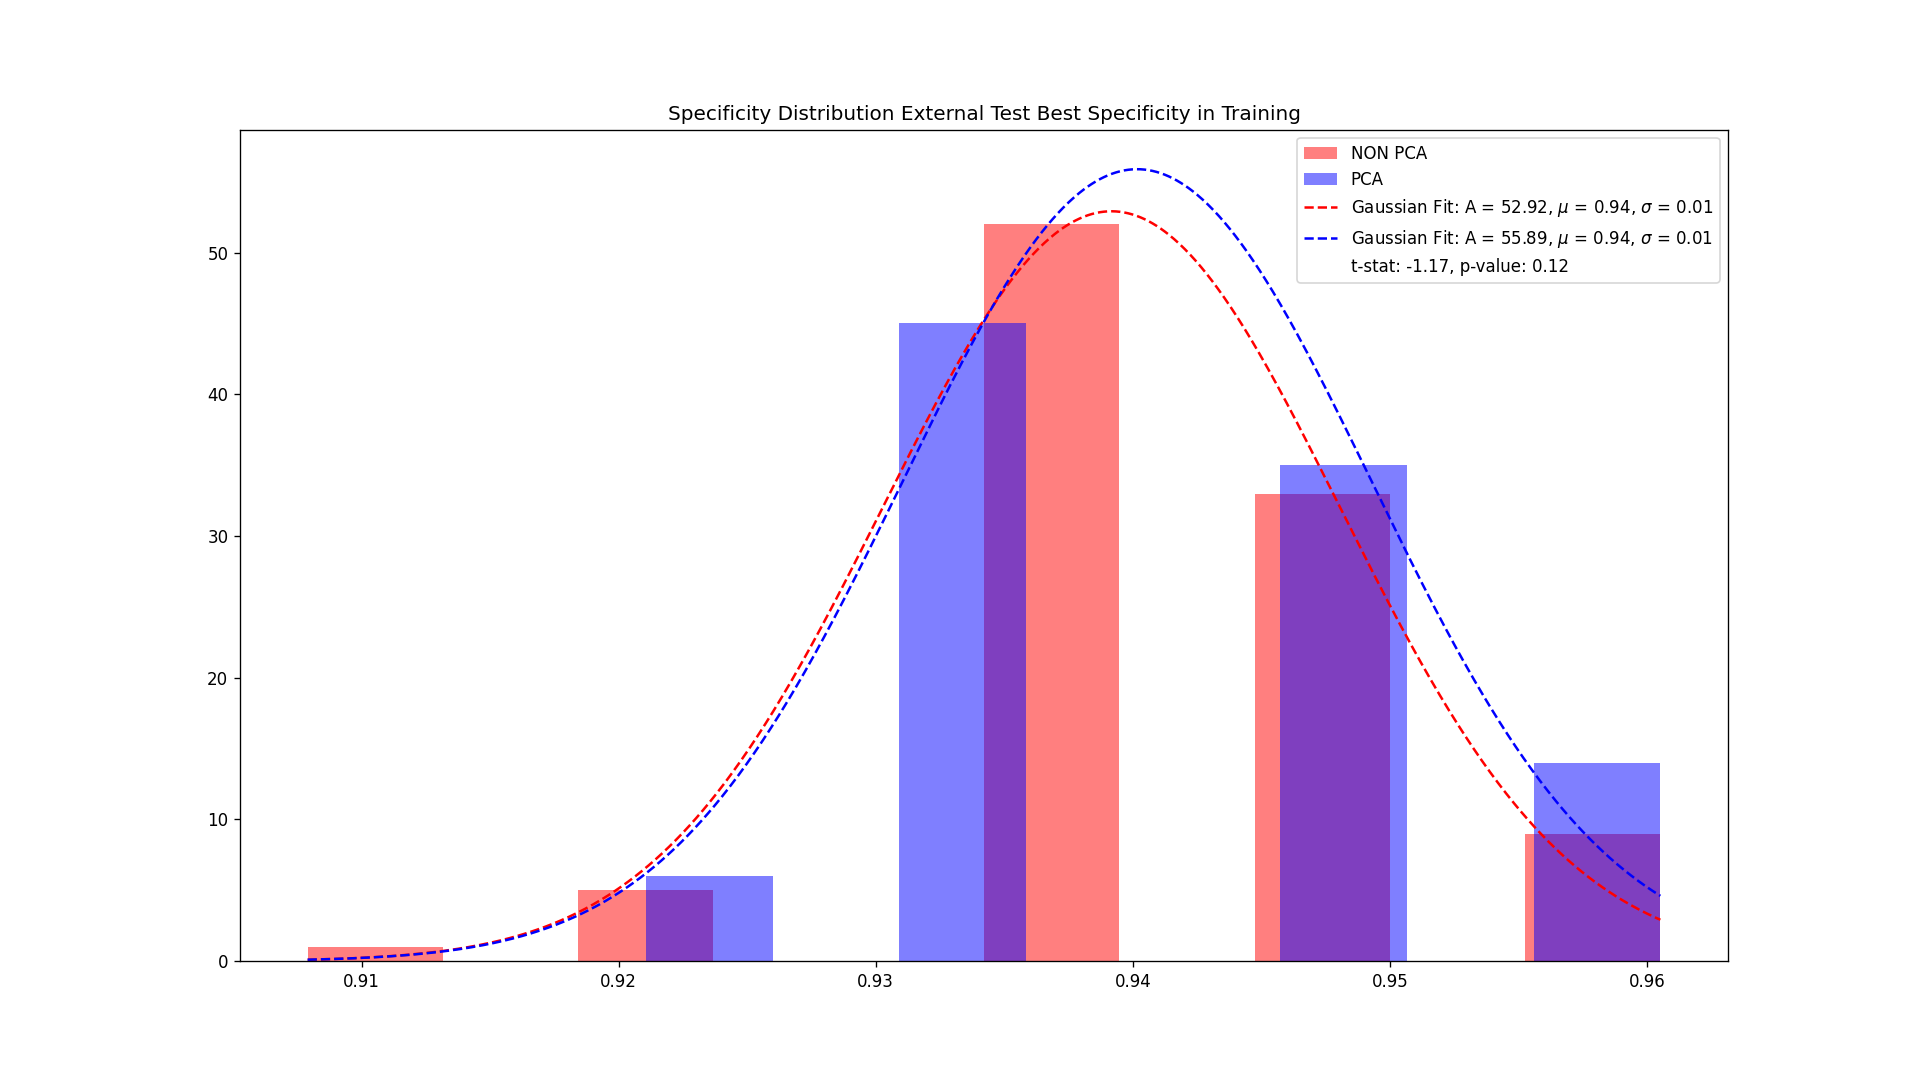 Specificity Distribution External Test Best Specificity in Training
NON PCA
PCA
Gaussian Fit: A = 52.92, μ = 0.94, σ = 0.01
Gaussian Fit: A = 55.89, μ = 0.94, σ = 0.01
t-stat: -1.17, p-value: 0.12
50
40
30
20
10
0
0.91 0.92 0.93 0.94 0.95 0.96